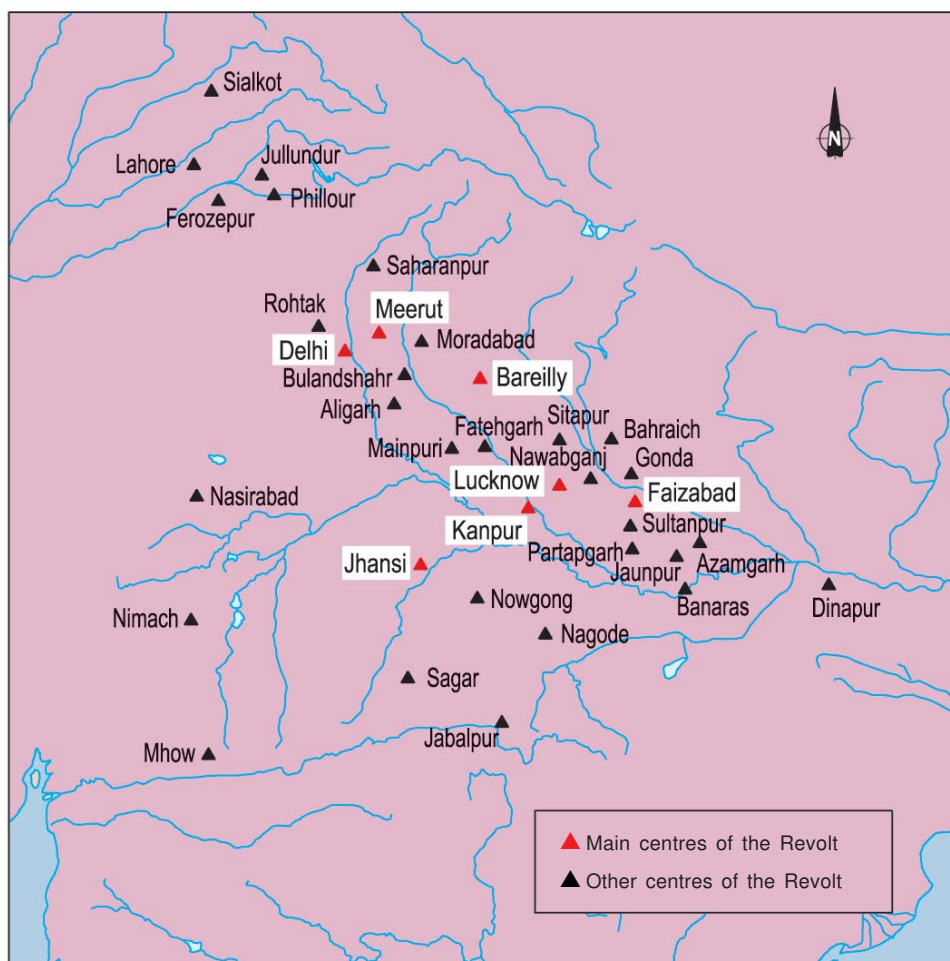 Sialkot
N
Lahore
Jullundur
Phillour
Ferozepur
Saharanpur
Rohtak
Meerut
Delhi
Moradabad
Bulandshahr
Bareilly
Aligarh
Fatehgarh
Sitapur
Mainpuri
Bahraich
Nawabganj
Gonda
Lucknow
Faizabad
Nasirabad
Kanpur
Sultanpur
Partapgarh
Jhansi
Jaunpur
Azamgarh
Banaras
Dinapur
Nowgong
Nimach
Nagode
Sagar
Jabalpur
Mhow
Main centres of the Revolt
Other centres of the Revolt